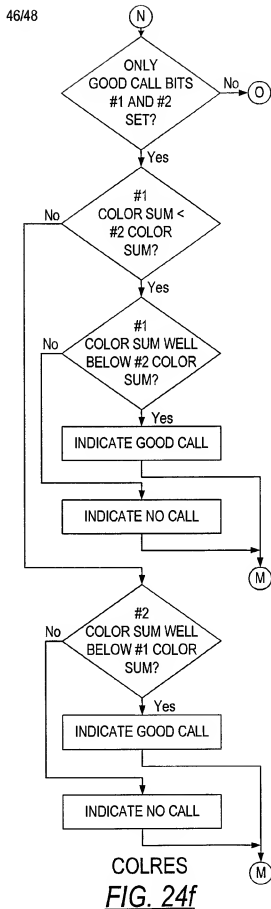 46/48
N
ONLY
GOOD CALL BITS
#1 AND #2
SET?
No
O
Yes
#1
COLOR SUM <
#2 COLOR
SUM?
No
Yes
#1
COLOR SUM WELL
BELOW #2 COLOR
SUM?
No
Yes
INDICATE GOOD CALL
INDICATE NO CALL
M
#2
COLOR SUM WELL
BELOW #1 COLOR
SUM?
No
Yes
INDICATE GOOD CALL
INDICATE NO CALL
M
COLRES
FIG. 24f